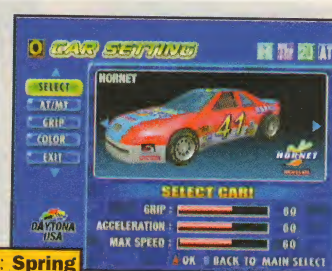 CAR SETTING
AT
SELECT
AT/MT
GRIP
COLOR
EXIT
HORNET
41
HORNET
SELECT CAR!
GRIP : 60
ACCELERATION : 60
MAX SPEED : 60
DAYTONA
USA
A OK B BACK TO MAIN SELECT
: Spring